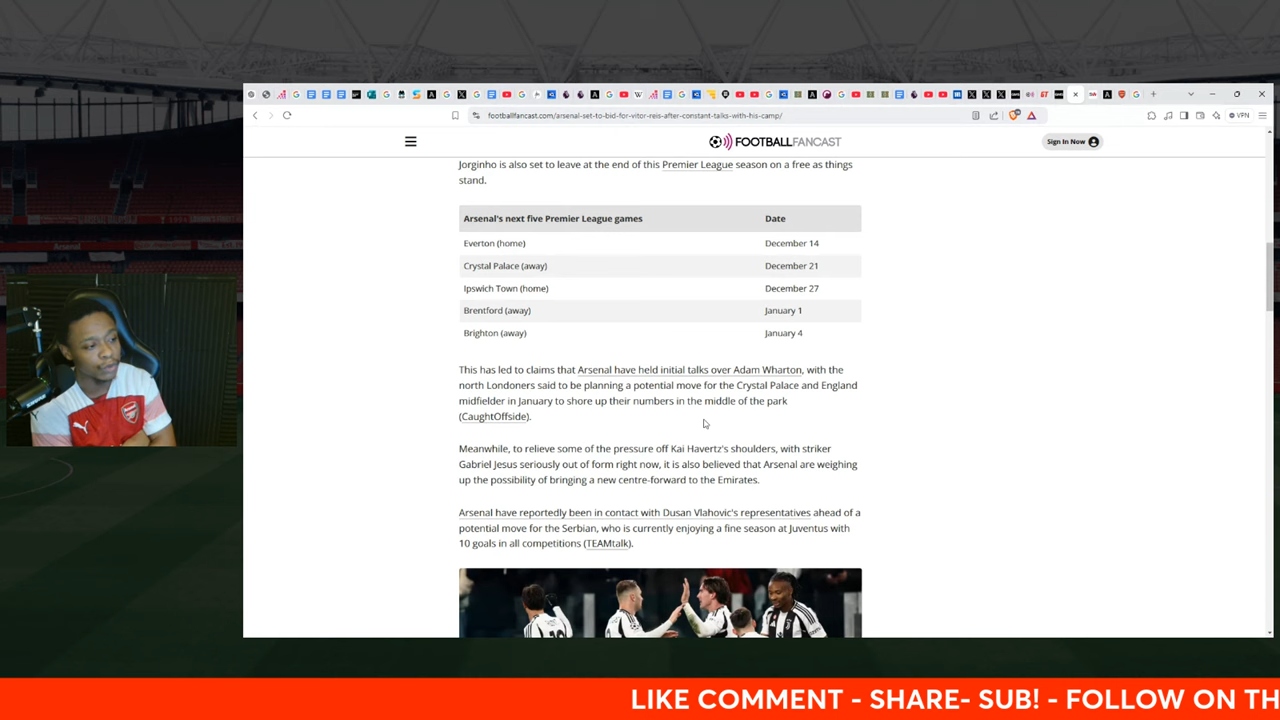 footballfancast.com/arsenal-set-to-bid-for-vitor-reis-after-constant-talks-with-his-camp/
VPN
FOOTBALLFANCAST
Sign In Now
Jorginho is also set to leave at the end of this Premier League season on a free as things
stand.
Arsenal's next five Premier League games Date
Everton (home) December 14
Crystal Palace (away) December 21
Ipswich Town (home) December 27
Brentford (away) January 1
Brighton (away) January 4
This has led to claims that Arsenal have held initial talks over Adam Wharton, with the
north Londoners said to be planning a potential move for the Crystal Palace and England
midfielder in January to shore up their numbers in the middle of the park
(CaughtOffside).
Meanwhile, to relieve some of the pressure off Kai Havertz's shoulders, with striker
Gabriel Jesus seriously out of form right now, it is also believed that Arsenal are weighing
up the possibility of bringing a new centre-forward to the Emirates.
Arsenal have reportedly been in contact with Dusan Vlahovic's representatives ahead of a
potential move for the Serbian, who is currently enjoying a fine season at Juventus with
10 goals in all competitions (TEAMtalk).
LIKE COMMENT - SHARE- SUB! - FOLLOW ON TH